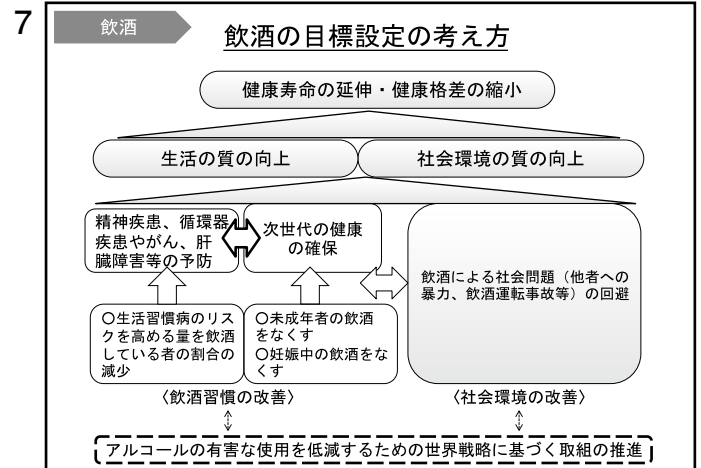 7
飲酒
飲酒の目標設定の考え方
健康寿命の延伸・健康格差の縮小
生活の質の向上
社会環境の質の向上
精神疾患、循環器
疾患やがん、肝
臓障害等の予防
次世代の健康
の確保
飲酒による社会問題（他者への
暴力、飲酒運転事故等）の回避
〇生活習慣病のリス
クを高める量を飲酒
している者の割合の
減少
〇未成年者の飲酒
をなくす
〇妊娠中の飲酒をな
くす
〈飲酒習慣の改善〉
〈社会環境の改善〉
アルコールの有害な使用を低減するための世界戦略に基づく取組の推進